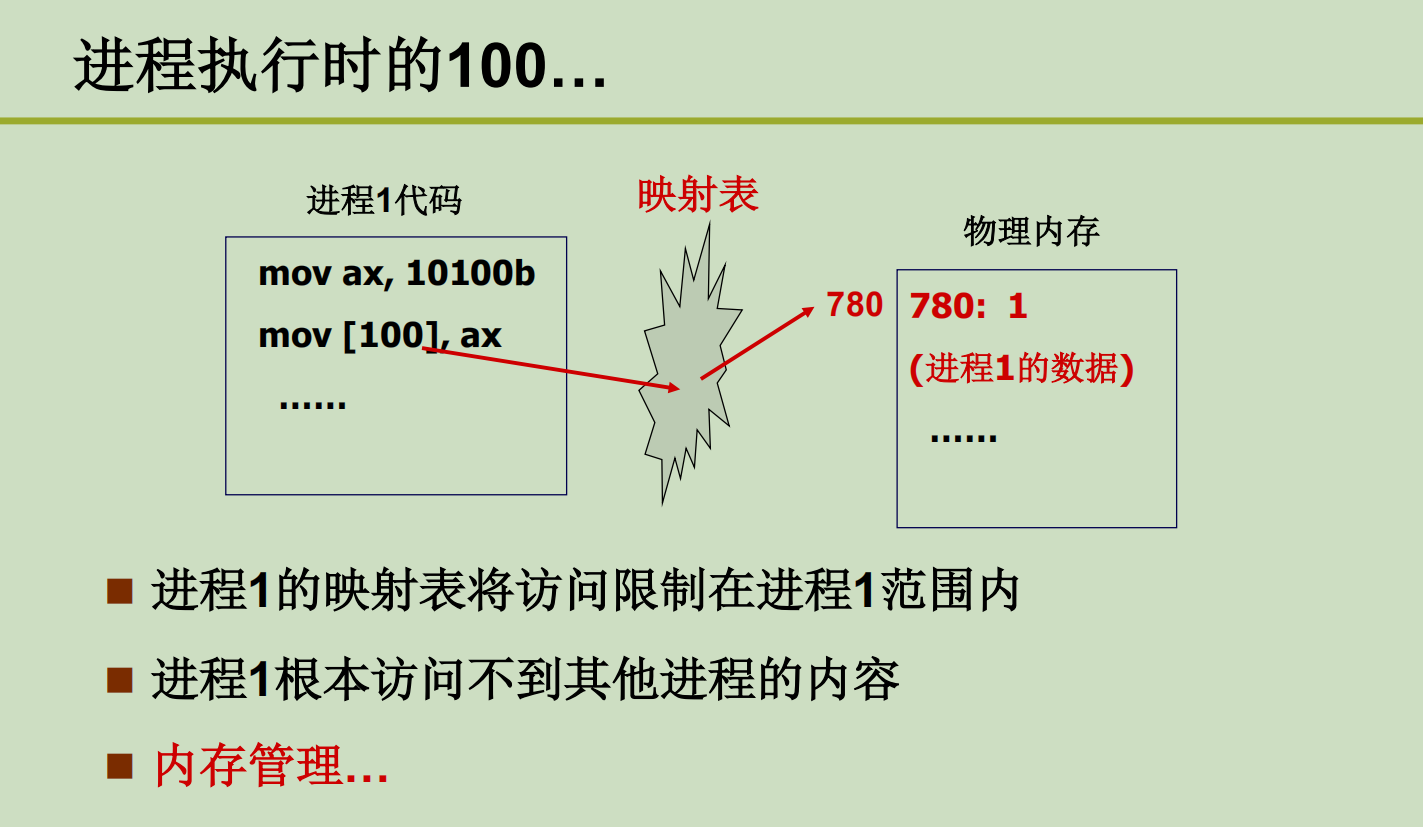 进程执行时的100…
进程1代码
映射表
物理内存
mov ax, 10100b
mov [100], ax
……
780
780: 1
(进程1的数据)
……
进程1的映射表将访问限制在进程1范围内
进程1根本访问不到其他进程的内容
内存管理…